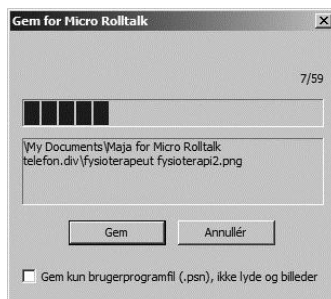 Gem for Micro Rolltalk
7/59
\My Documents\Maja for Micro Rolltalk
telefon.div\fysioterapeut fysioterapi2.png
Gem
Annullér
Gem kun brugerprogramfil (.psn), ikke lyde og billeder